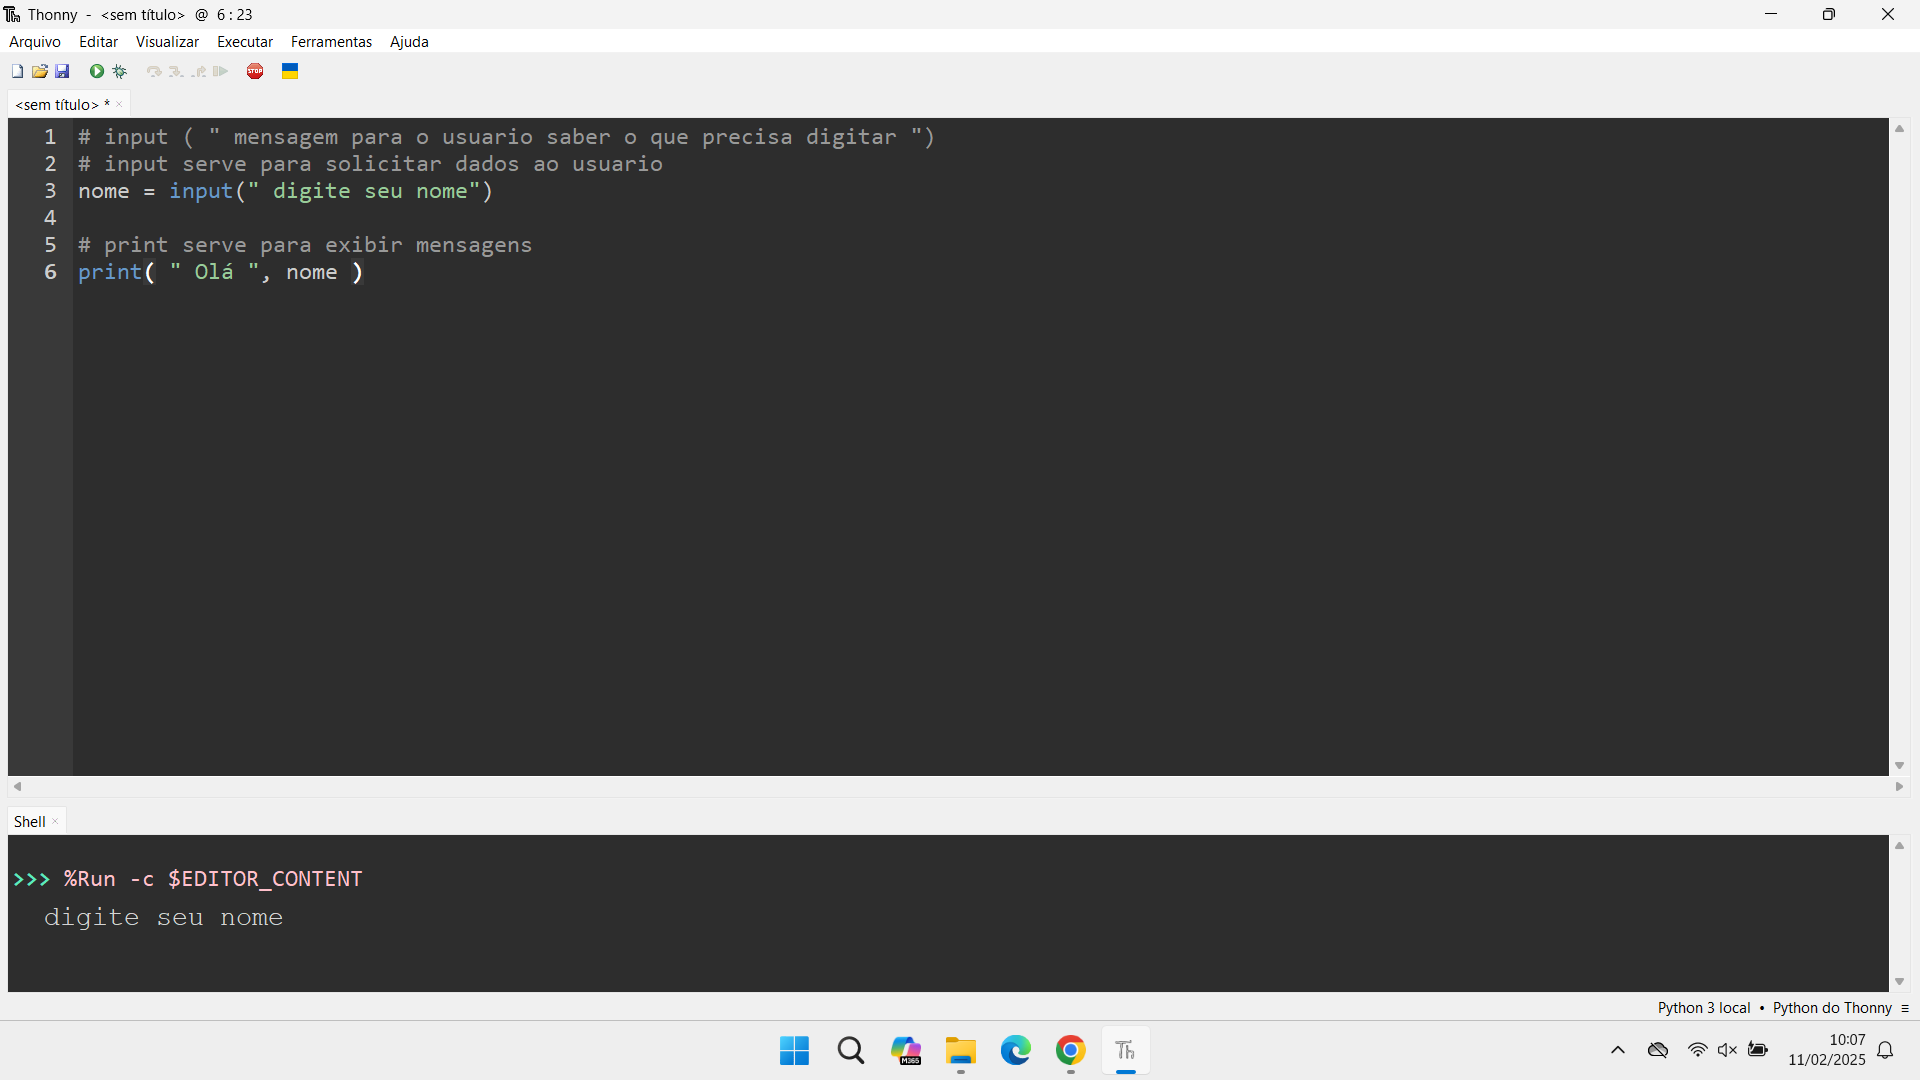 Thonny - <sem título> @ 6 : 23
Arquivo Editar Visualizar Executar Ferramentas Ajuda
STOP
<sem título> * ×
1 # input ( " mensagem para o usuario saber o que precisa digitar ")
2 # input serve para solicitar dados ao usuario
3 nome = input(" digite seu nome")
4
5 # print serve para exibir mensagens
6 print( " Olá ", nome )
Shell ×
>>> %Run -c $EDITOR_CONTENT
digite seu nome
Python 3 local • Python do Thonny ≡
M365
Th
10:07
11/02/2025